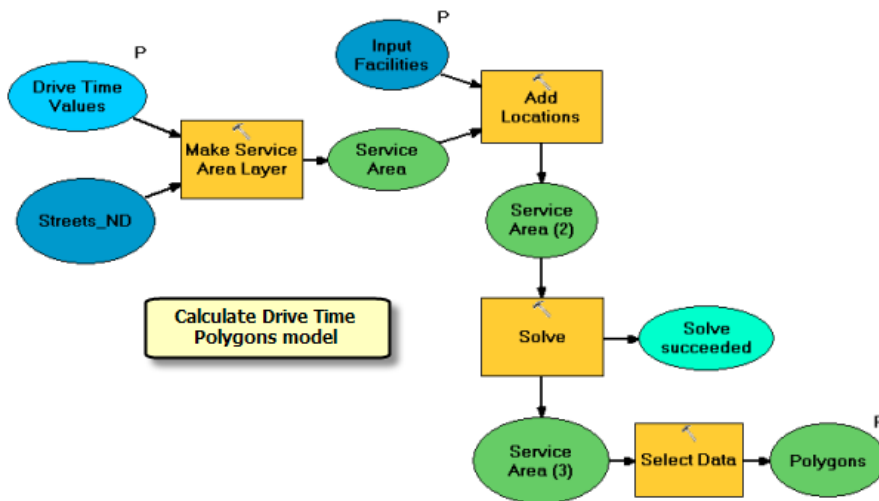 P
Drive Time
Values
Streets_ND
Make Service
Area Layer
Service
Area
P
Input
Facilities
Add
Locations
Service
Area (2)
Calculate Drive Time
Polygons model
Solve
Solve
succeeded
Service
Area (3)
Select Data
P
Polygons